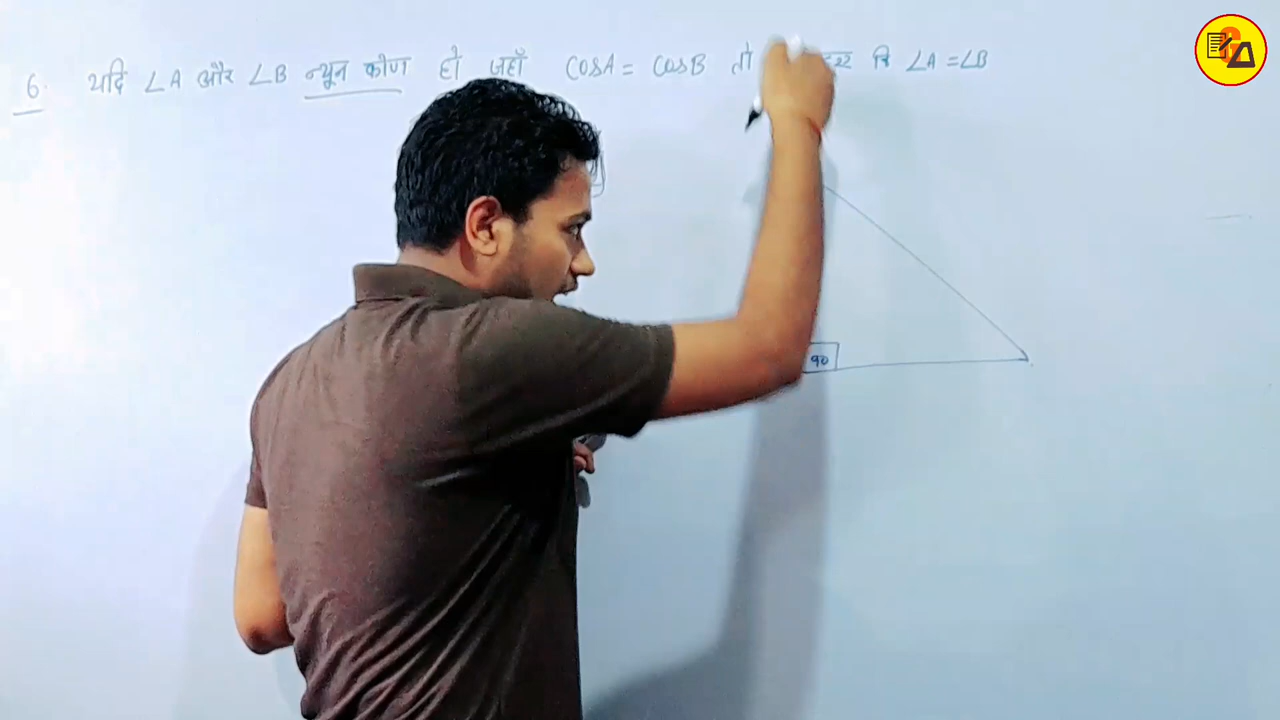 6. यदि ∠A और ∠B न्यून कोण हो जहाँ cosA = cosB तो कि ∠A = ∠B
90